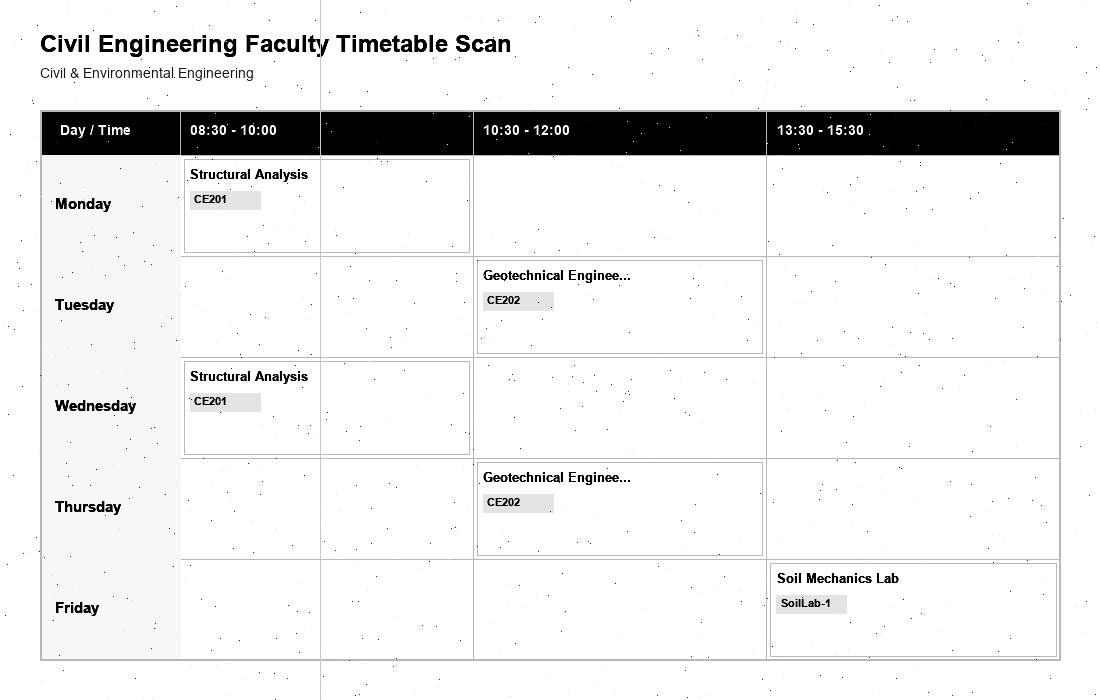 Civil Engineering Faculty Timetable Scan
Civil & Environmental Engineering
Day / Time 08:30 - 10:00 10:30 - 12:00 13:30 - 15:30
Monday
Structural Analysis
CE201
Tuesday
Geotechnical Enginee...
CE202
Wednesday
Structural Analysis
CE201
Thursday
Geotechnical Enginee...
CE202
Friday
Soil Mechanics Lab
SoilLab-1